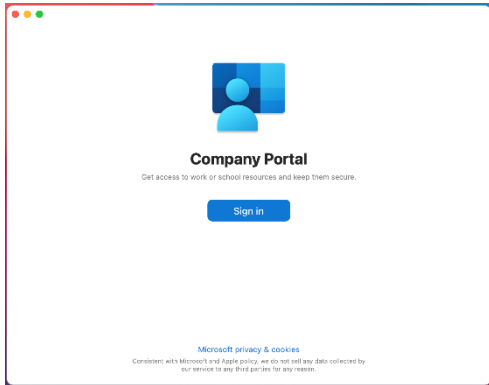 Company Portal
Get access to work or school resources and keep them secure.
Sign in
Microsoft privacy & cookies
Consistent with Microsoft and Apple policy, we do not sell any data collected by
our service to any third parties for any reason.